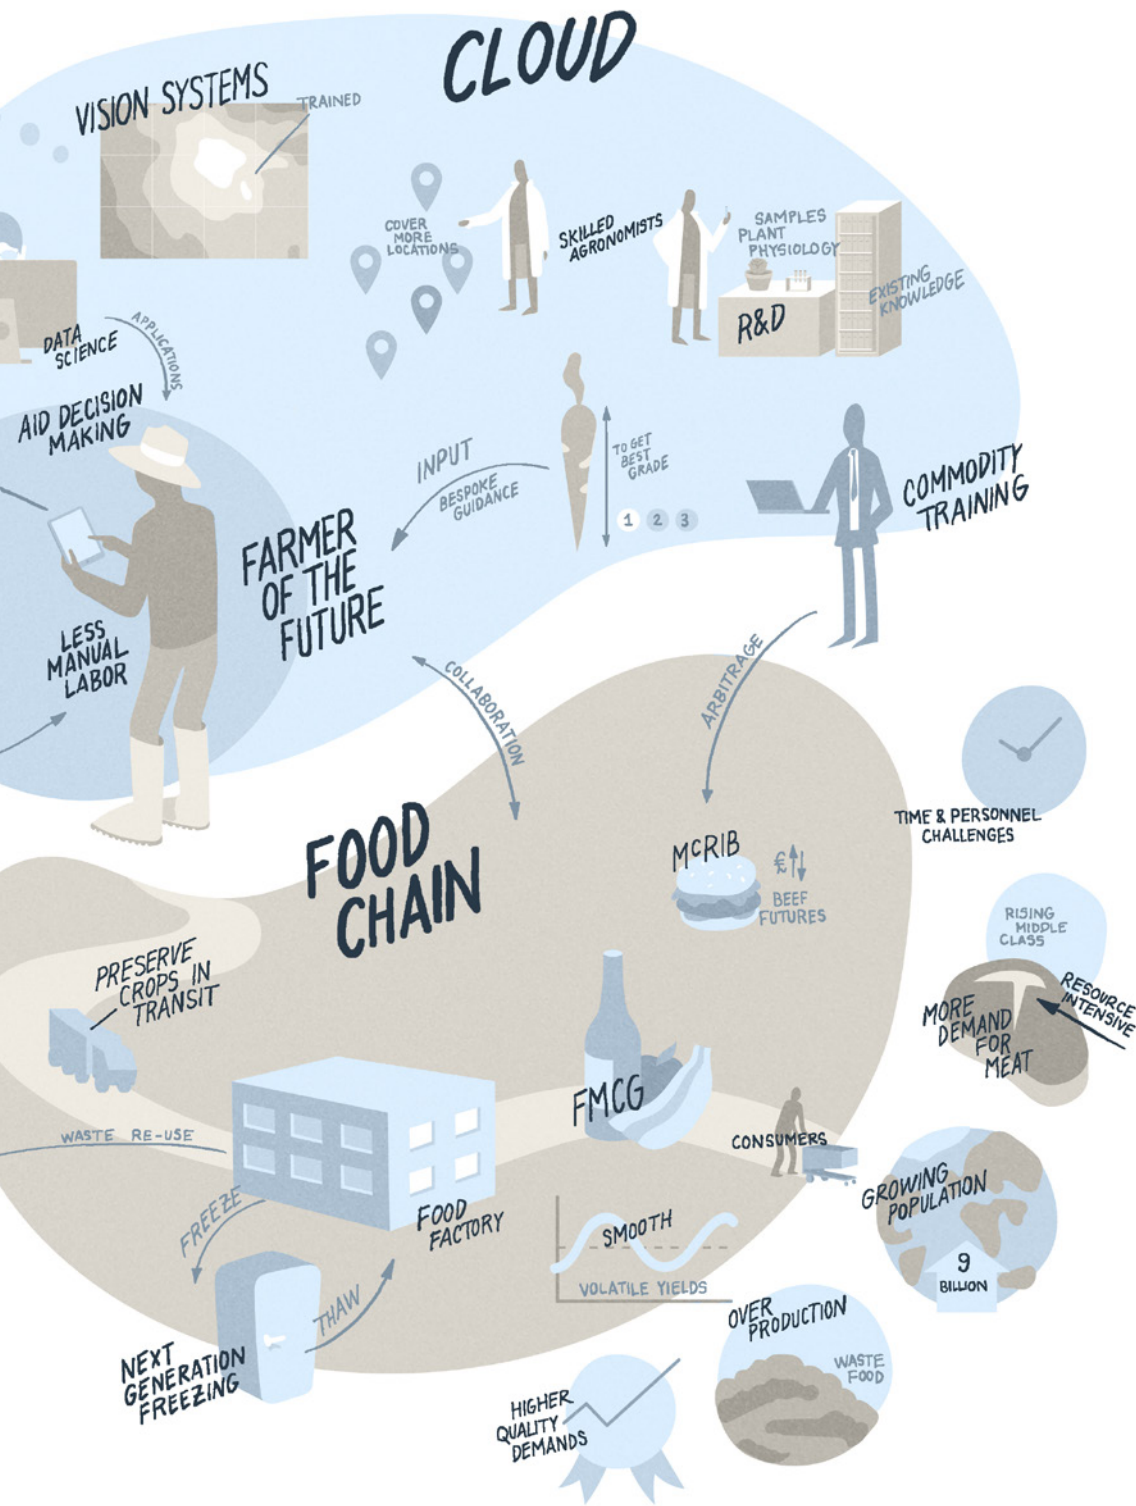 CLOUD
VISION SYSTEMS
TRAINED
COVER
MORE
LOCATIONS
SKILLED
AGRONOMISTS
SAMPLES
PLANT
PHYSIOLOGY
EXISTING
KNOWLEDGE
R&D
DATA
SCIENCE
APPLICATIONS
AID DECISION
MAKING
INPUT
BESPOKE
GUIDANCE
TO GET
BEST
GRADE
1 2 3
COMMODITY
TRAINING
FARMER
OF THE
FUTURE
LESS
MANUAL
LABOR
COLLABORATION
ARBITRAGE
TIME & PERSONNEL
CHALLENGES
FOOD
CHAIN
McRIB
£
BEEF
FUTURES
RISING
MIDDLE
CLASS
RESOURCE
INTENSIVE
MORE
DEMAND
FOR
MEAT
PRESERVE
CROPS IN
TRANSIT
FMCG
CONSUMERS
WASTE RE-USE
GROWING
POPULATION
9
BILLION
FREEZE
FOOD
FACTORY
SMOOTH
VOLATILE YIELDS
THAW
OVER
PRODUCTION
WASTE
FOOD
NEXT
GENERATION
FREEZING
HIGHER
QUALITY
DEMANDS